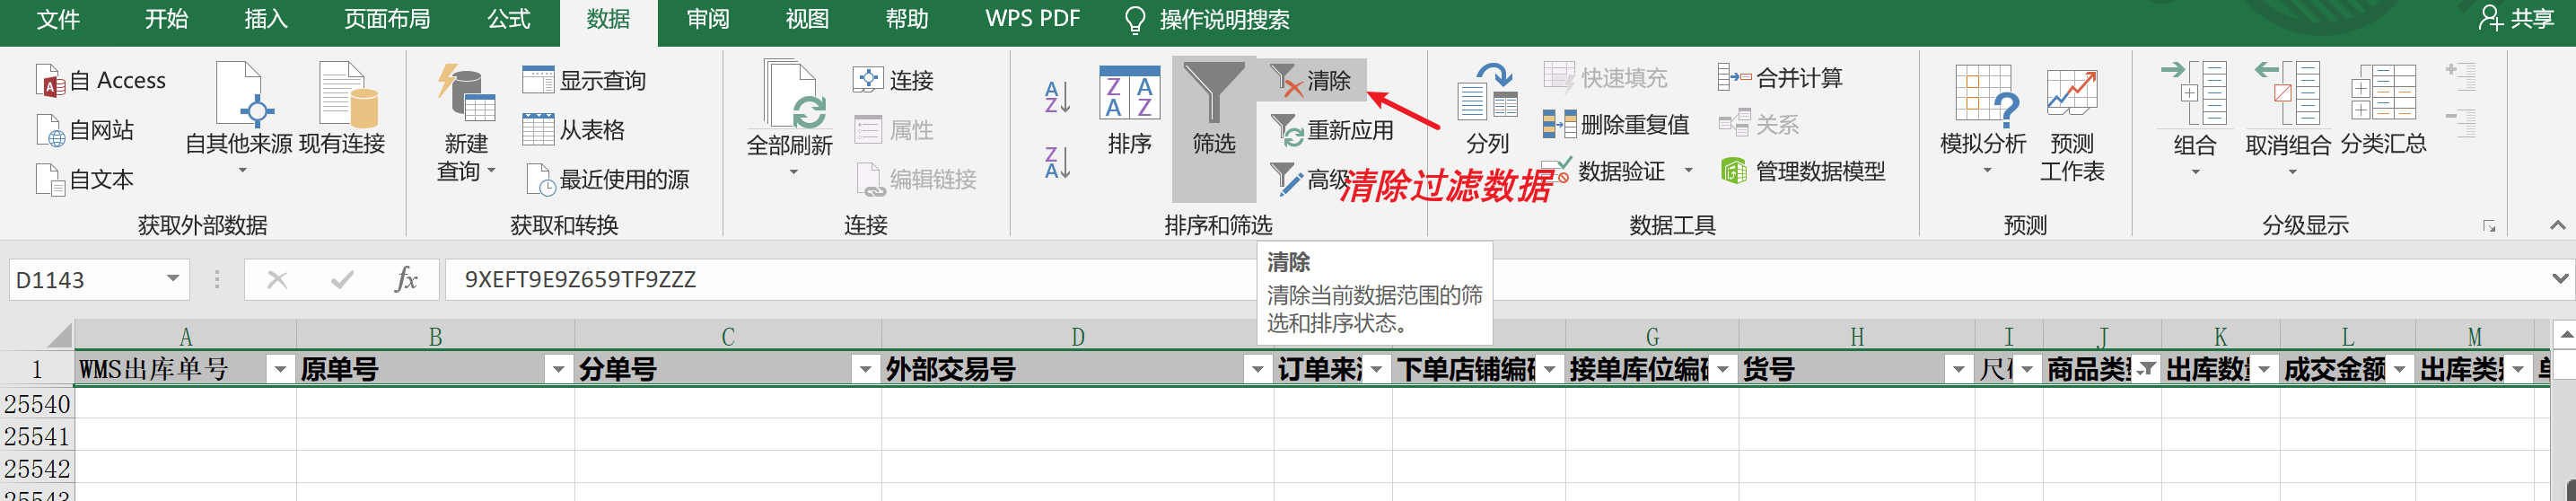 文件 开始 插入 页面布局 公式 数据 审阅 视图 帮助 WPS PDF 操作说明搜索 共享
自 Access
自网站
自文本
自其他来源
现有连接
获取外部数据
新建
查询
显示查询
从表格
最近使用的源
获取和转换
全部刷新
连接
属性
编辑链接
连接
排序
筛选
清除
重新应用
高级
清除过滤数据
排序和筛选
分列
快速填充
删除重复值
数据验证
合并计算
关系
管理数据模型
数据工具
模拟分析
预测
工作表
预测
组合
取消组合
分类汇总
分级显示
D1143 fx 9XEFT9E9Z659TF9ZZZ
清除
清除当前数据范围的筛
选和排序状态。
A B C D G H I J K L M
1 WMS出库单号 原单号 分单号 外部交易号 订单来 下单店铺编 接单库位编 货号 尺 商品类 出库数 成交金额 出库类
25540
25541
25542
25543